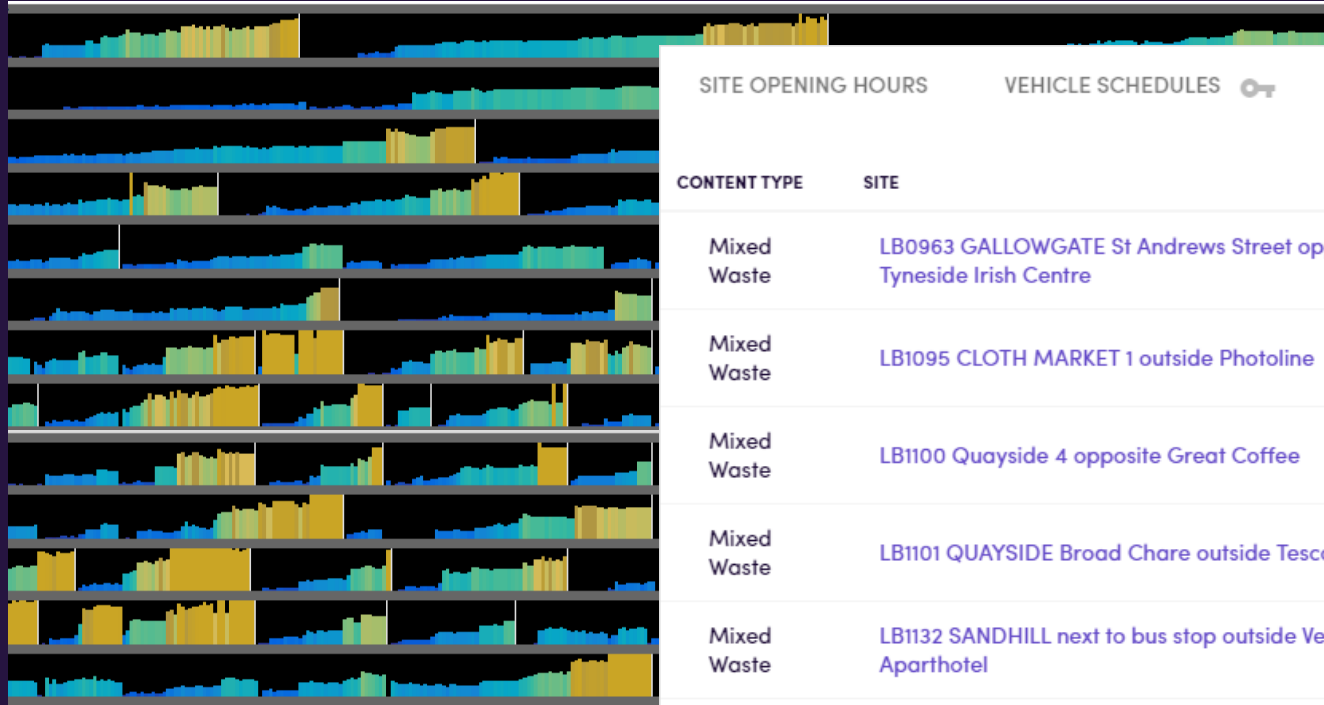 SITE OPENING HOURS VEHICLE SCHEDULES
CONTENT TYPE SITE
Mixed Waste
LB0963 GALLOWGATE St Andrews Street op
Tyneside Irish Centre
Mixed Waste
LB1095 CLOTH MARKET 1 outside Photoline
Mixed Waste
LB1100 Quayside 4 opposite Great Coffee
Mixed Waste
LB1101 QUAYSIDE Broad Chare outside Tesco
Mixed Waste
LB1132 SANDHILL next to bus stop outside Ve
Aparthotel